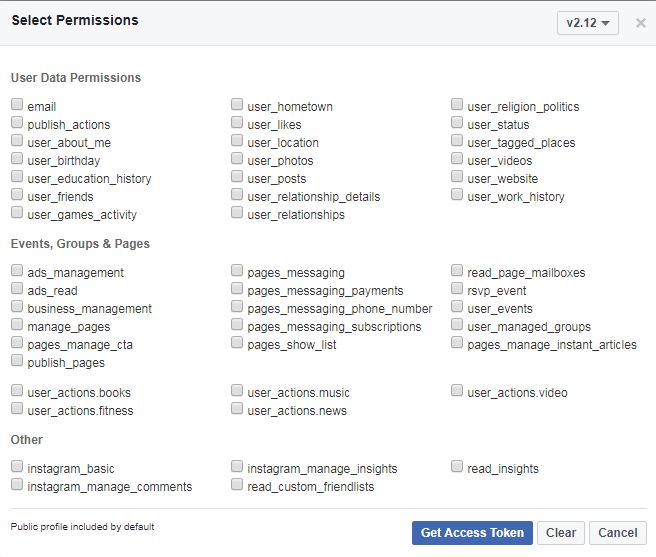 Select Permissions
v2.12
User Data Permissions
email
user_hometown
user_religion_politics
publish_actions
user_likes
user_status
user_about_me
user_location
user_tagged_places
user_birthday
user_photos
user_videos
user_education_history
user_posts
user_website
user_friends
user_relationship_details
user_work_history
user_games_activity
user_relationships
Events, Groups & Pages
ads_management
pages_messaging
read_page_mailboxes
ads_read
pages_messaging_payments
rsvp_event
business_management
pages_messaging_phone_number
user_events
manage_pages
pages_messaging_subscriptions
user_managed_groups
pages_manage_cta
pages_show_list
pages_manage_instant_articles
publish_pages
user_actions.books
user_actions.music
user_actions.video
user_actions.fitness
user_actions.news
Other
instagram_basic
instagram_manage_insights
read_insights
instagram_manage_comments
read_custom_friendlists
Public profile included by default
Get Access Token
Clear
Cancel